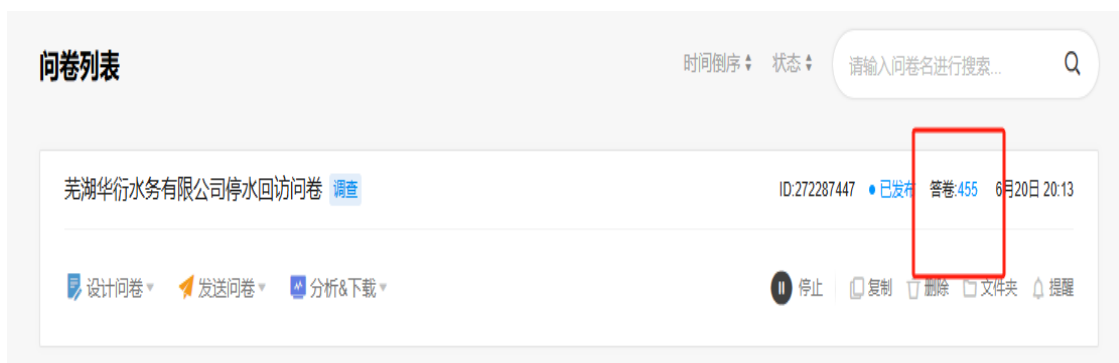 问卷列表 时间倒序 状态 请输入问卷名进行搜索...
芜湖华衍水务有限公司停水回访问卷 调查 ID:272287447 已发布 答卷:455 6月20日 20:13
设计问卷 发送问卷 分析&下载 停止 复制 删除 文件夹 提醒